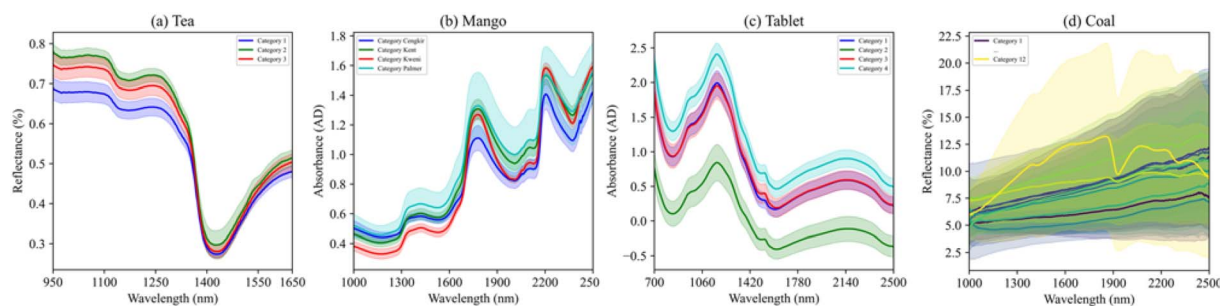 (a) Tea
Reflectance (%)
0.8
0.7
0.6
0.5
0.4
0.3
Category 1
Category 2
Category 3
950 1100 1250 1400 1550 1650
Wavelength (nm)
(b) Mango
Absorbance (AD)
1.8
1.6
1.4
1.2
1.0
0.8
0.6
0.4
Category Cengkir
Category Kent
Category Kweni
Category Palmer
1000 1300 1600 1900 2200 2500
Wavelength (nm)
(c) Tablet
Absorbance (AD)
2.5
2.0
1.5
1.0
0.5
0.0
−0.5
Category 1
Category 2
Category 3
Category 4
700 1060 1420 1780 2140 2500
Wavelength (nm)
(d) Coal
Reflectance (%)
22.5
20.0
17.5
15.0
12.5
10.0
7.5
5.0
2.5
Category 1
...
Category 12
1000 1300 1600 1900 2200 2500
Wavelength (nm)